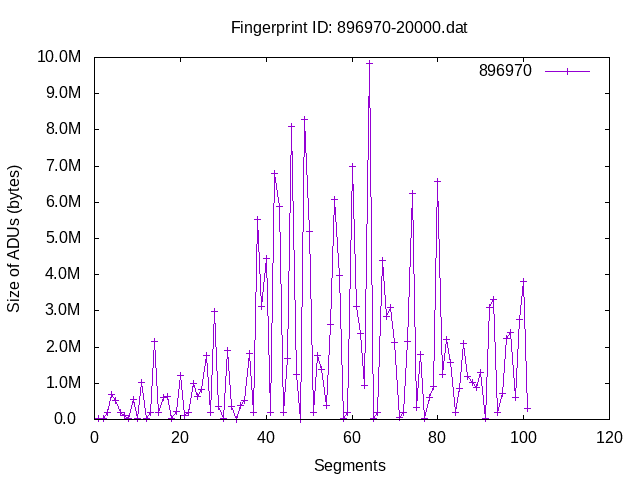 Fingerprint ID: 896970-20000.dat
896970
10.0M
9.0M
8.0M
7.0M
6.0M
5.0M
4.0M
3.0M
2.0M
1.0M
0.0
Size of ADUs (bytes)
0 20 40 60 80 100 120
Segments